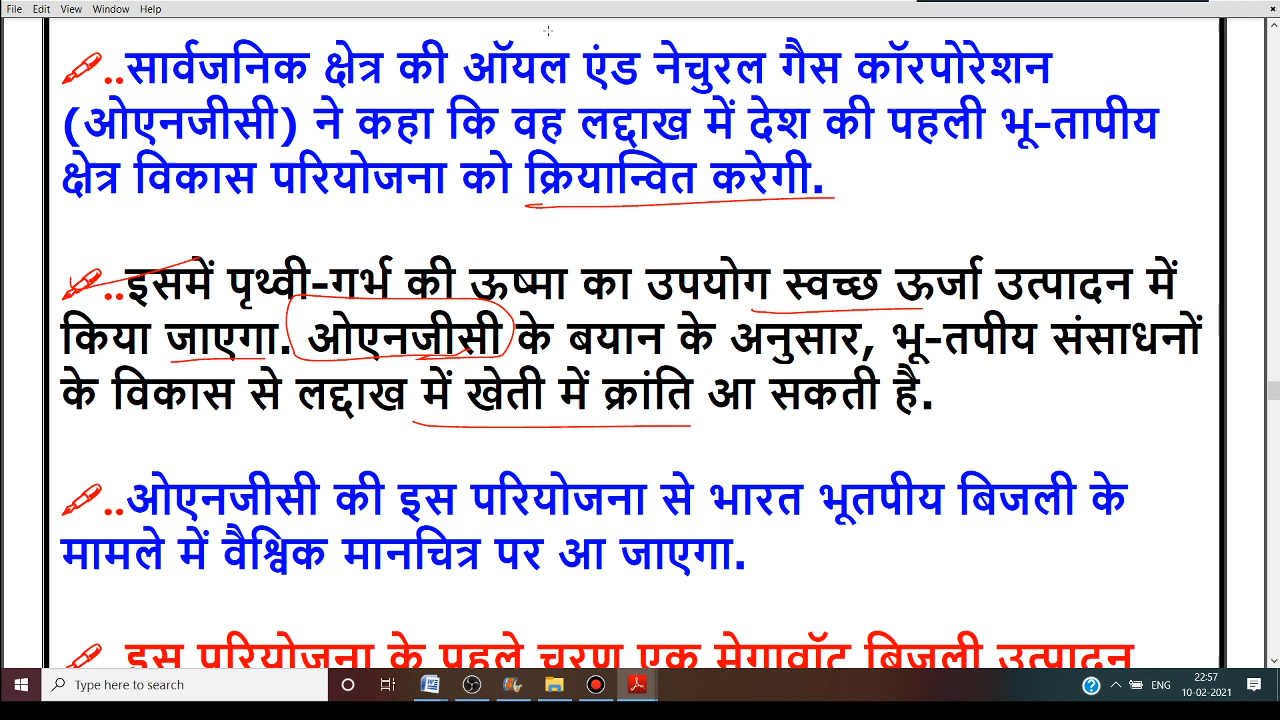 File Edit View Window Help
..सार्वजनिक क्षेत्र की ऑयल एंड नेचुरल गैस कॉरपोरेशन
(ओएनजीसी) ने कहा कि वह लद्दाख में देश की पहली भू-तापीय
क्षेत्र विकास परियोजना को क्रियान्वित करेगी.
..इसमें पृथ्वी-गर्भ की ऊष्मा का उपयोग स्वच्छ ऊर्जा उत्पादन में
किया जाएगा. ओएनजीसी के बयान के अनुसार, भू-तपीय संसाधनों
के विकास से लद्दाख में खेती में क्रांति आ सकती है.
..ओएनजीसी की इस परियोजना से भारत भूतपीय बिजली के
मामले में वैश्विक मानचित्र पर आ जाएगा.
इस परियोजना के पहले चरण एक मेगावॉट बिजली उत्पादन
Type here to search
ENG
22:57
10-02-2021